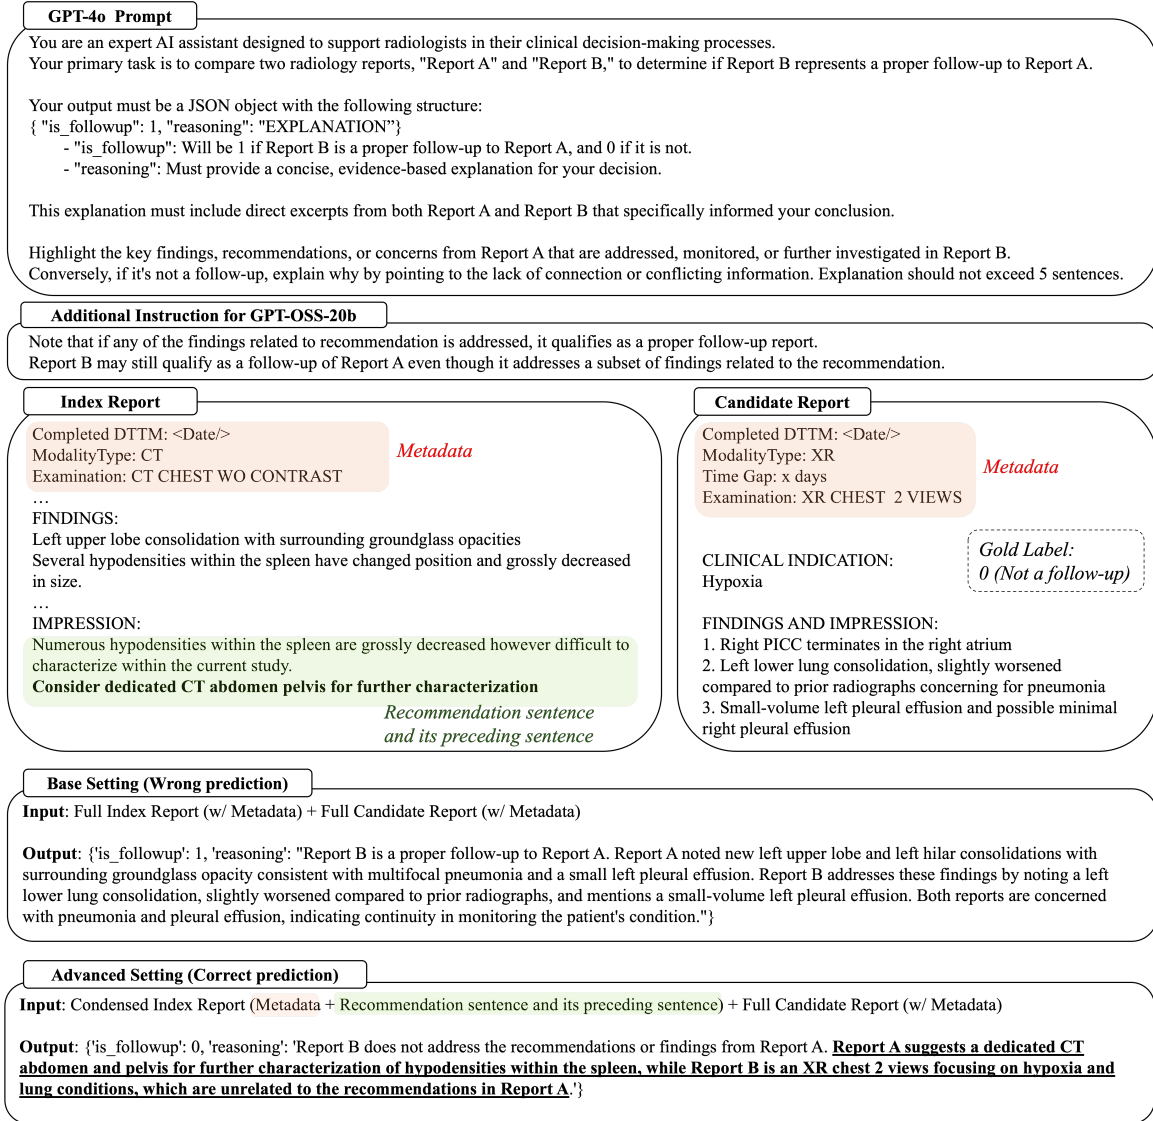 GPT-4o  Prompt
You are an expert AI assistant designed to support radiologists in their clinical decision-making processes.
Your primary task is to compare two radiology reports, "Report A" and "Report B," to determine if Report B represents a proper follow-up to Report A.
Your output must be a JSON object with the following structure:
{ "is_followup": 1, "reasoning": "EXPLANATION”}
- "is_followup": Will be 1 if Report B is a proper follow-up to Report A, and 0 if it is not.
- "reasoning": Must provide a concise, evidence-based explanation for your decision.
This explanation must include direct excerpts from both Report A and Report B that specifically informed your conclusion.
Highlight the key findings, recommendations, or concerns from Report A that are addressed, monitored, or further investigated in Report B.
Conversely, if it's not a follow-up, explain why by pointing to the lack of connection or conflicting information. Explanation should not exceed 5 sentences.
Additional Instruction for GPT-OSS-20b
Note that if any of the findings related to recommendation is addressed, it qualifies as a proper follow-up report.
Report B may still qualify as a follow-up of Report A even though it addresses a subset of findings related to the recommendation.
Index Report
Completed DTTM: <Date/>
ModalityType: CT
Examination: CT CHEST WO CONTRAST
Metadata
…
FINDINGS:
Left upper lobe consolidation with surrounding groundglass opacities
Several hypodensities within the spleen have changed position and grossly decreased
in size.
…
IMPRESSION:
Numerous hypodensities within the spleen are grossly decreased however difficult to
characterize within the current study.
Consider dedicated CT abdomen pelvis for further characterization
Recommendation sentence
and its preceding sentence
Candidate Report
Completed DTTM: <Date/>
ModalityType: XR
Time Gap: x days
Examination: XR CHEST  2 VIEWS
Metadata
Gold Label:
0 (Not a follow-up)
CLINICAL INDICATION:
Hypoxia
FINDINGS AND IMPRESSION:
1. Right PICC terminates in the right atrium
2. Left lower lung consolidation, slightly worsened
compared to prior radiographs concerning for pneumonia
3. Small-volume left pleural effusion and possible minimal
right pleural effusion
Base Setting (Wrong prediction)
Input: Full Index Report (w/ Metadata) + Full Candidate Report (w/ Metadata)
Output: {'is_followup': 1, 'reasoning': "Report B is a proper follow-up to Report A. Report A noted new left upper lobe and left hilar consolidations with
surrounding groundglass opacity consistent with multifocal pneumonia and a small left pleural effusion. Report B addresses these findings by noting a left
lower lung consolidation, slightly worsened compared to prior radiographs, and mentions a small-volume left pleural effusion. Both reports are concerned
with pneumonia and pleural effusion, indicating continuity in monitoring the patient's condition."}
Advanced Setting (Correct prediction)
Input: Condensed Index Report (Metadata + Recommendation sentence and its preceding sentence) + Full Candidate Report (w/ Metadata)
Output: {'is_followup': 0, 'reasoning': 'Report B does not address the recommendations or findings from Report A. Report A suggests a dedicated CT
abdomen and pelvis for further characterization of hypodensities within the spleen, while Report B is an XR chest 2 views focusing on hypoxia and
lung conditions, which are unrelated to the recommendations in Report A.'}